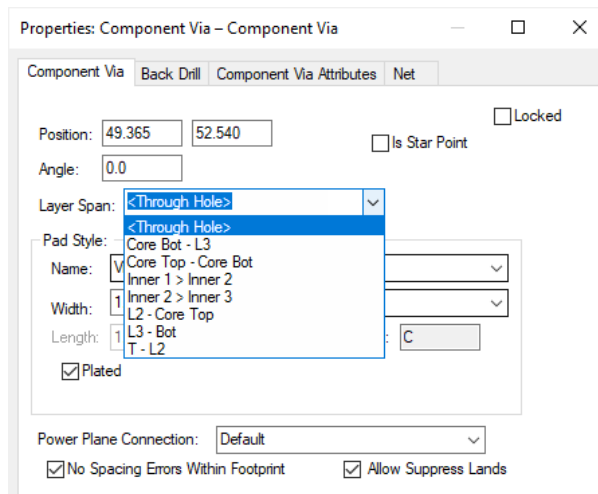 Properties: Component Via – Component Via
Component Via Back Drill Component Via Attributes Net
Locked
Position: 49.365 52.540
Is Star Point
Angle: 0.0
Layer Span: <Through Hole>
<Through Hole>
Pad Style:
Core Bot - L3
Name: V Core Top - Core Bot
Inner 1 > Inner 2
Width: 1 Inner 2 > Inner 3
L2 - Core Top
Length: 1 L3 - Bot : C
T - L2
Plated
Power Plane Connection: Default
No Spacing Errors Within Footprint Allow Suppress Lands